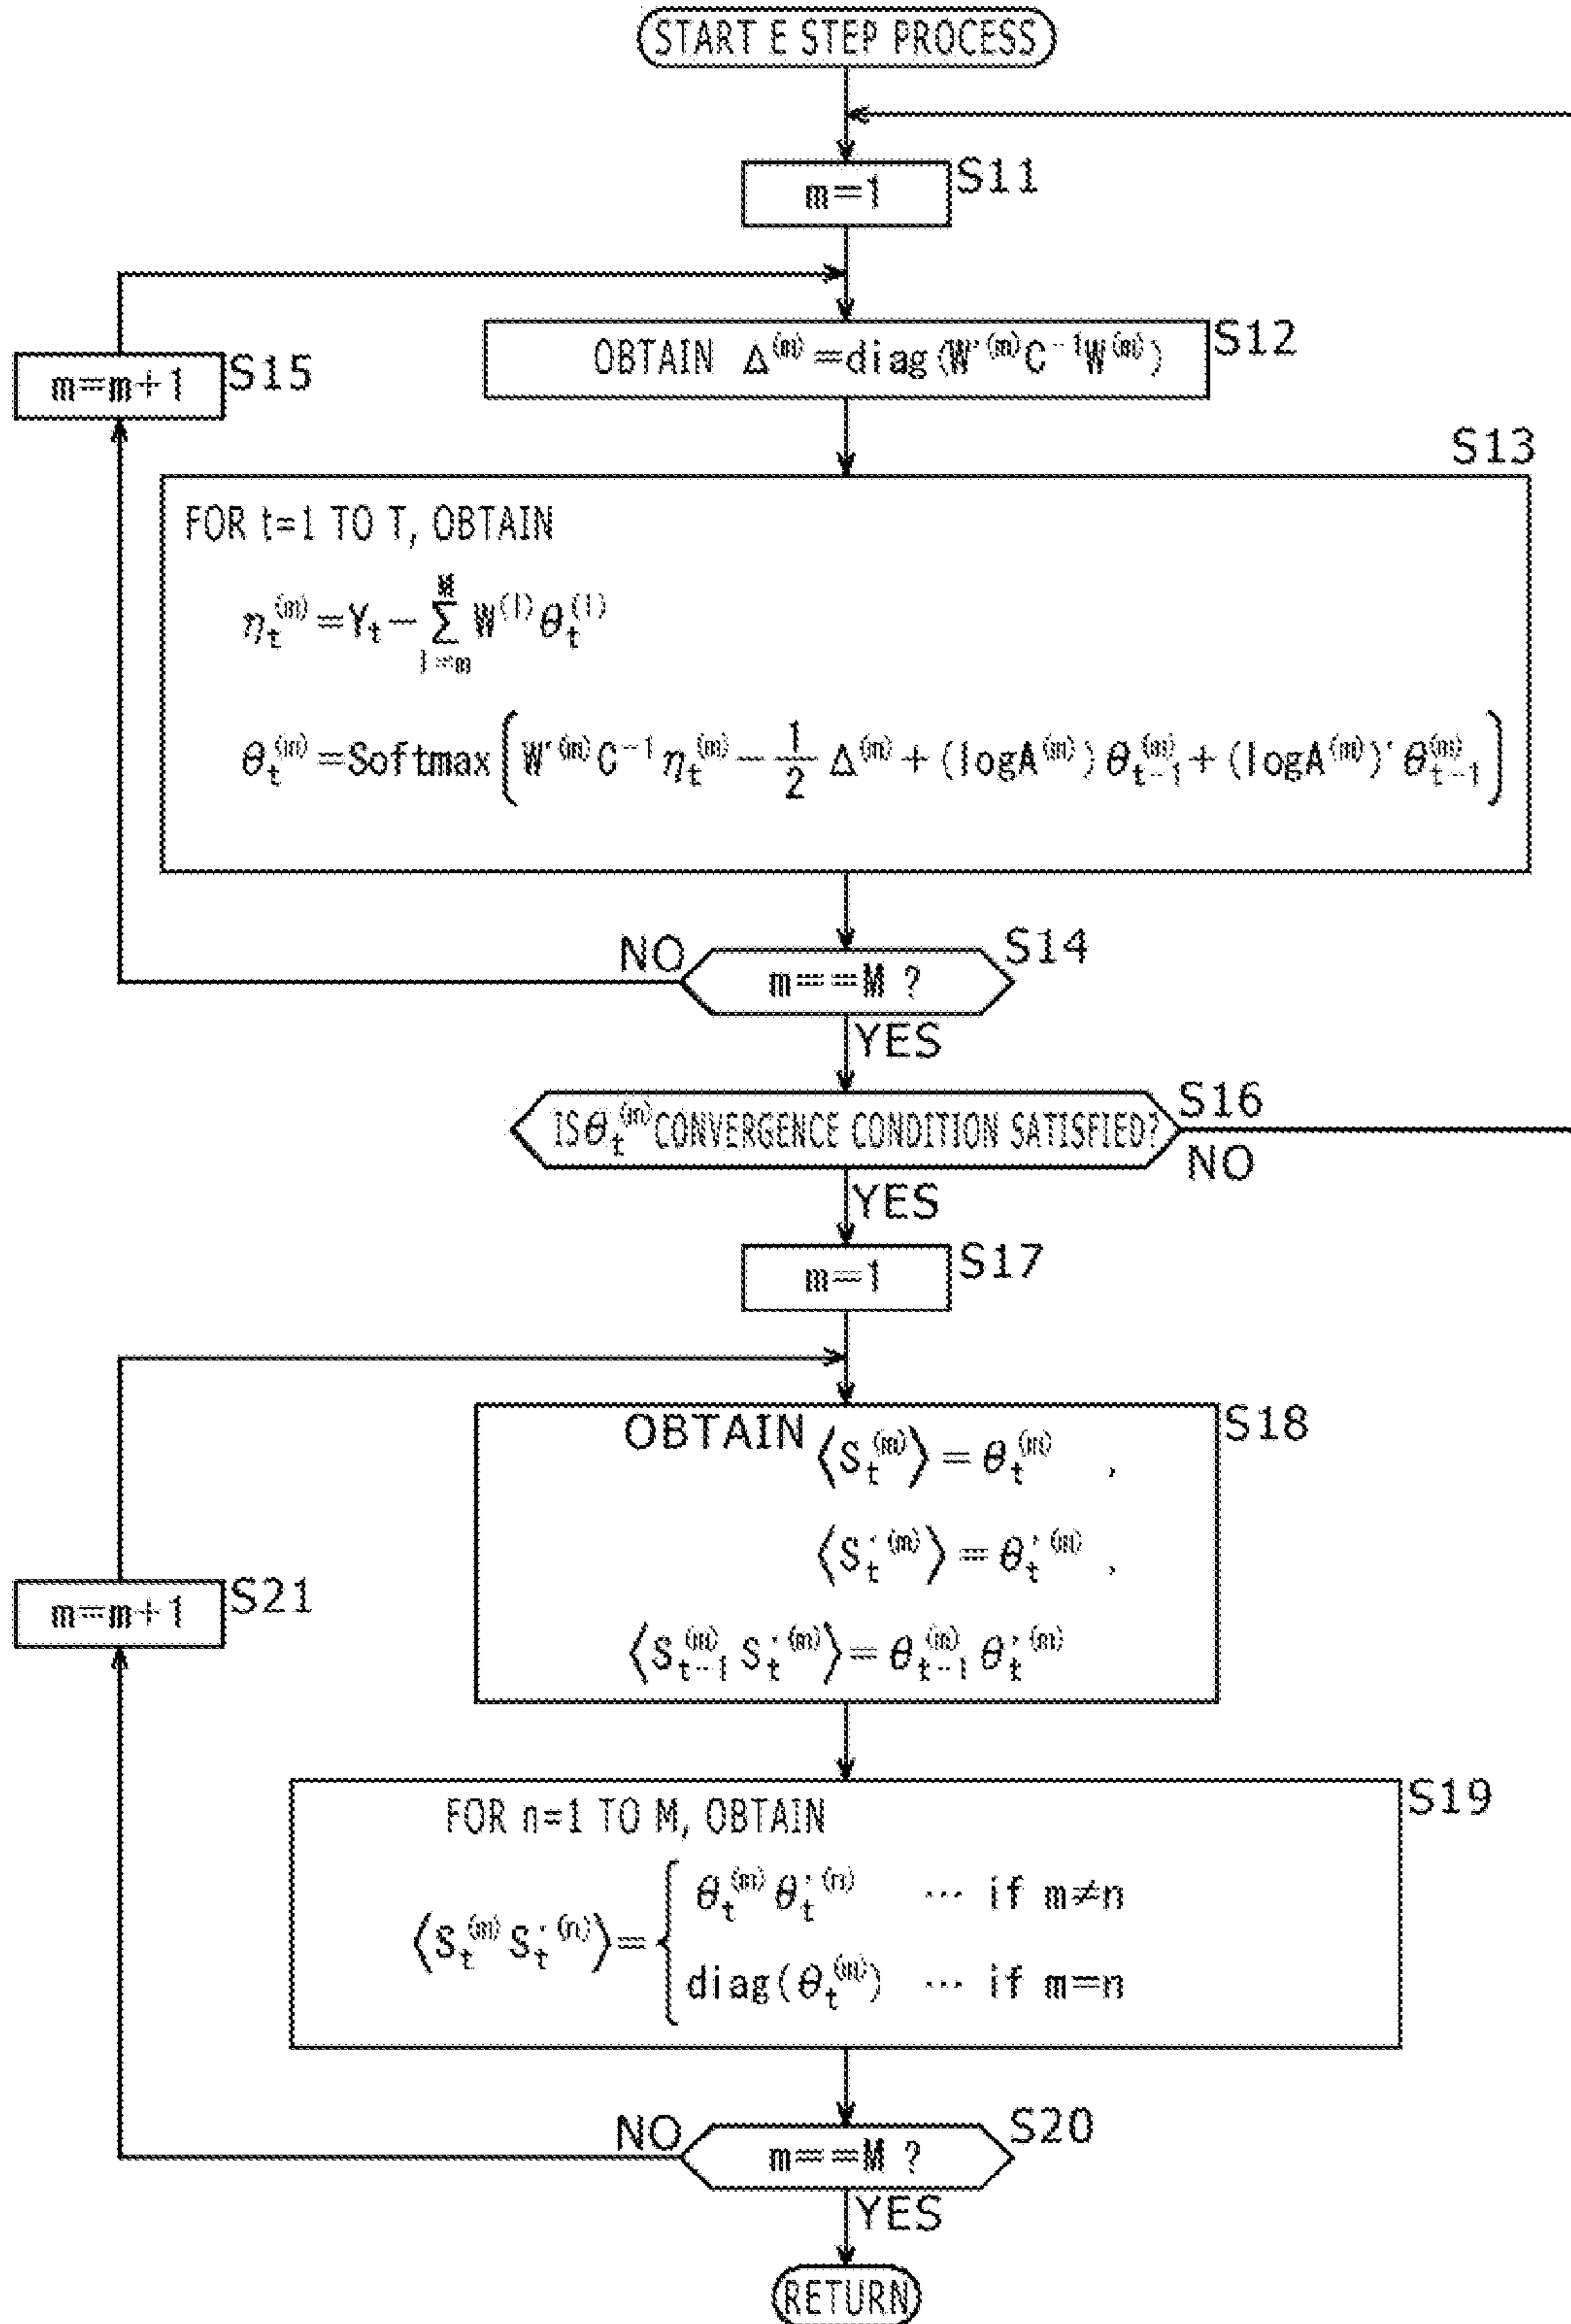 START E STEP PROCESS
S11
m=1
S12
OBTAIN Δ^(m)=diag(W'^(m)C^-1W^(m))
S15
m=m+1
S13
FOR t=1 TO T, OBTAIN
η_t^(m)=Y_t−∑_{l=m}^{M}W^(l)θ_t^(l)
θ_t^(m)=Softmax(W'^(m)C^-1η_t^(m)−1/2Δ^(m)+(logA^(m))θ_{t-1}^(m)+(logA^(m))'θ_{t-1}^(m))
NO
S14
m==M ?
YES
S16
IS θ_t^(m) CONVERGENCE CONDITION SATISFIED?
NO
YES
S17
m=1
S18
OBTAIN ⟨S_t^(m)⟩=θ_t^(m) ,
⟨S_t'^(m)⟩=θ_t'^(m) ,
S21
m=m+1
⟨S_{t-1}^(m)S_t'^(m)⟩=θ_{t-1}^(m)θ_t'^(m)
S19
FOR n=1 TO M, OBTAIN
⟨S_t^(m)S_t'^(n)⟩={θ_t^(m)θ_t'^(n) … if m≠n
diag(θ_t^(m)) … if m=n
NO
S20
m==M ?
YES
RETURN